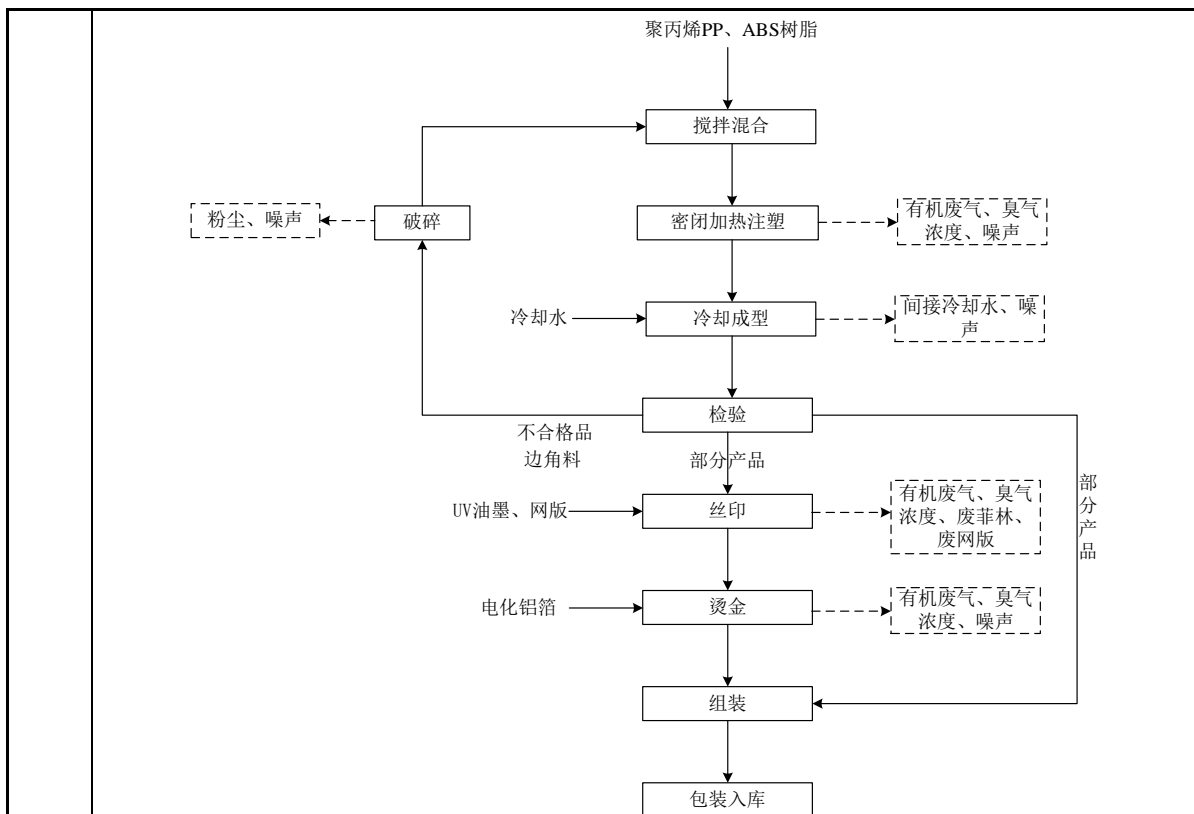 聚丙烯PP、ABS树脂
搅拌混合
粉尘、噪声
破碎
密闭加热注塑
有机废气、臭气
浓度、噪声
冷却水
冷却成型
间接冷却水、噪
声
检验
不合格品
边角料
部分产品
部分产品
UV油墨、网版
丝印
有机废气、臭气
浓度、废菲林、
废网版
电化铝箔
烫金
有机废气、臭气
浓度、噪声
组装
包装入库